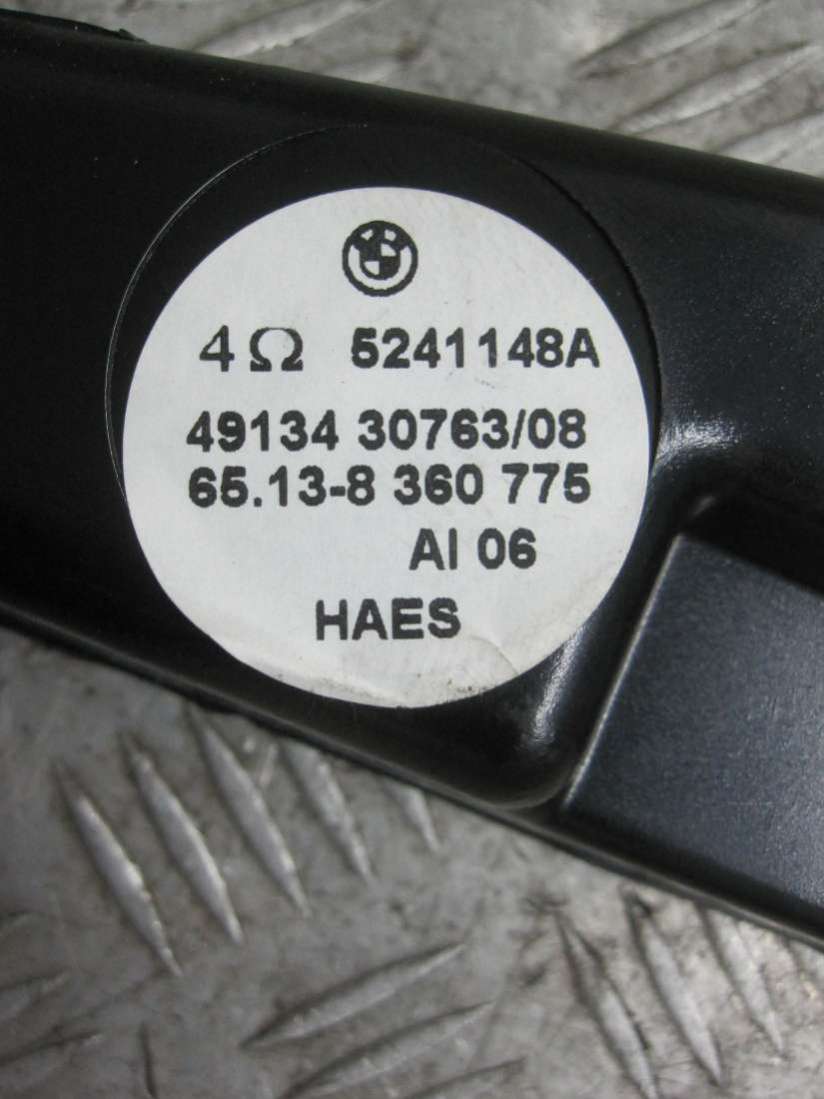 4Ω 5241148A
49134 30763/08
65.13-8 360 775
AI 06
HAES